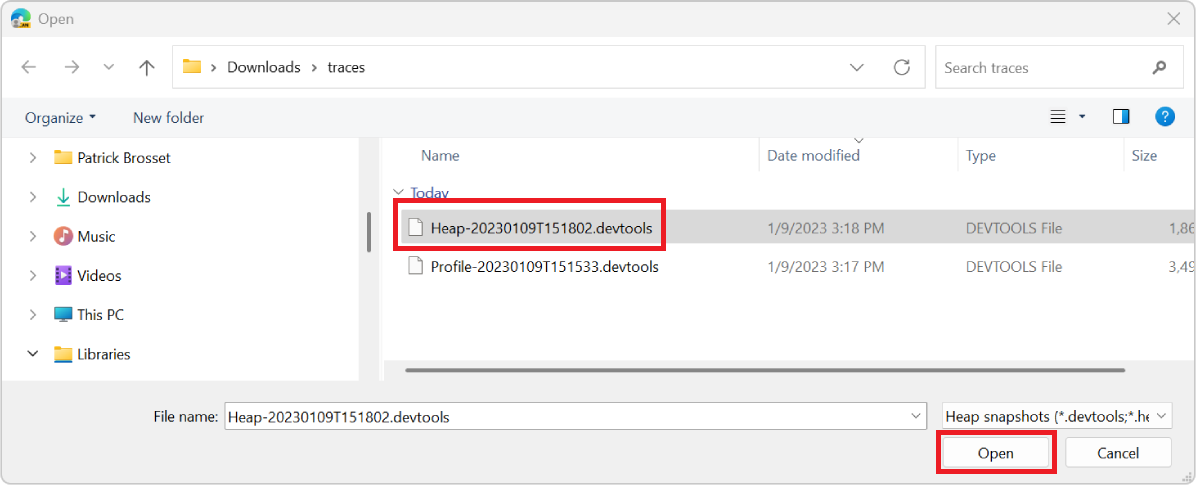 Open
Downloads > traces
Search traces
Organize
New folder
Name
Date modified
Type
Size
Patrick Brosset
Downloads
Music
Videos
This PC
Libraries
Today
Heap-20230109T151802.devtools 1/9/2023 3:18 PM DEVTOOLS File 1,86
Profile-20230109T151533.devtools 1/9/2023 3:17 PM DEVTOOLS File 3,49
File name: Heap-20230109T151802.devtools
Heap snapshots (*.devtools;*.he
Open
Cancel